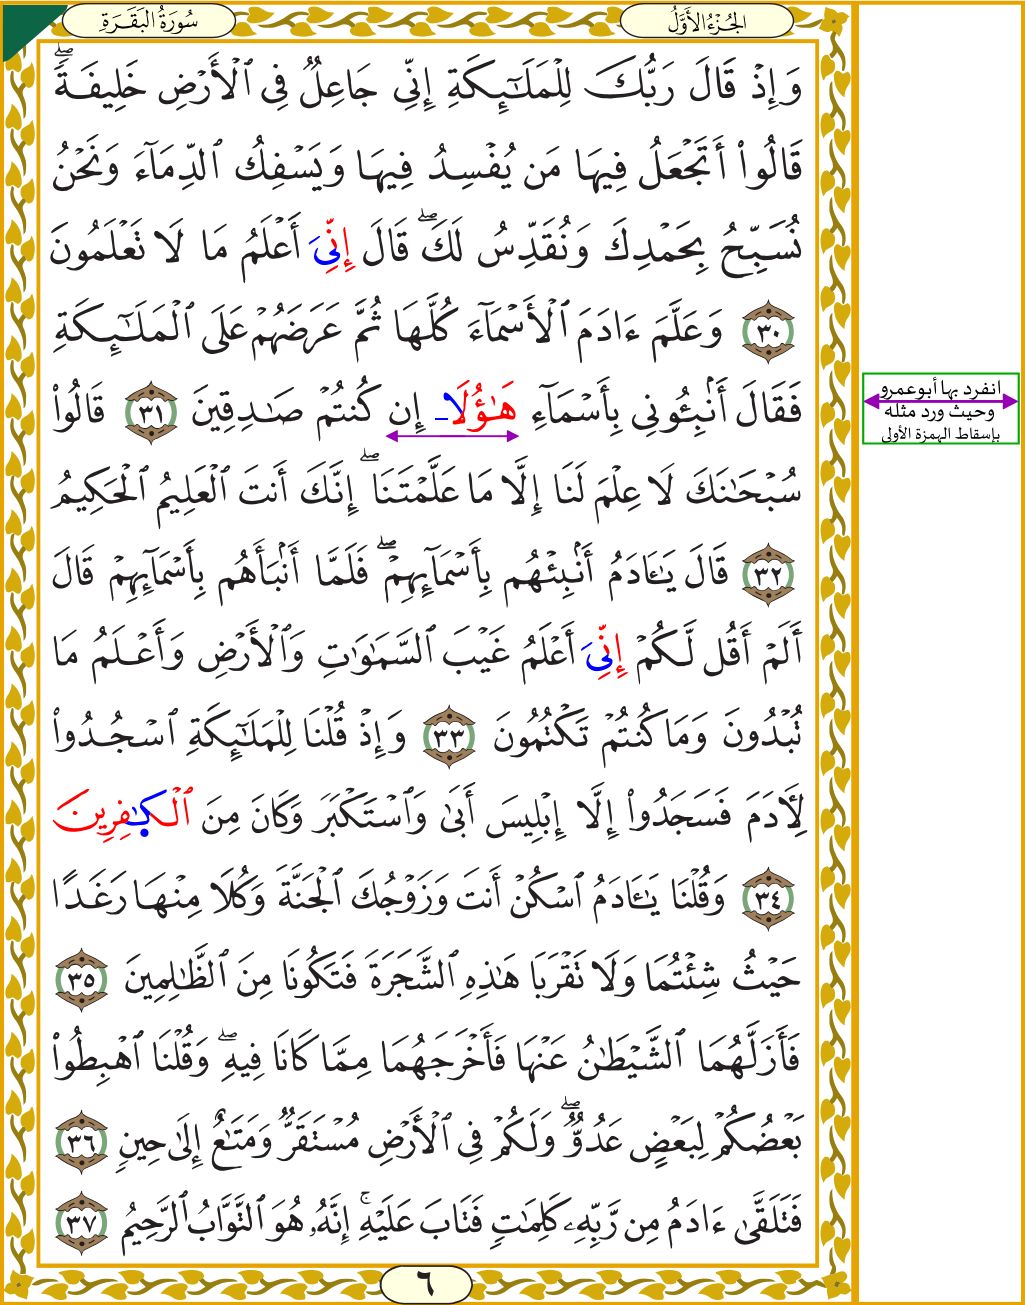 الجُزْءُ الأَوَّلُ
سُورَةُ البَقَرَةِ
وَإِذْ قَالَ رَبُّكَ لِلْمَلَٰٓئِكَةِ إِنِّي جَاعِلٌ فِي ٱلْأَرْضِ خَلِيفَةًۖ
قَالُوا۟ أَتَجْعَلُ فِيهَا مَن يُفْسِدُ فِيهَا وَيَسْفِكُ ٱلدِّمَآءَ وَنَحْنُ
نُسَبِّحُ بِحَمْدِكَ وَنُقَدِّسُ لَكَۖ قَالَ إِنِّيَ أَعْلَمُ مَا لَا تَعْلَمُونَ
٣٠ وَعَلَّمَ ءَادَمَ ٱلْأَسْمَآءَ كُلَّهَا ثُمَّ عَرَضَهُمْ عَلَى ٱلْمَلَٰٓئِكَةِ
فَقَالَ أَنۢبِـُٔونِي بِأَسْمَآءِ هَٰؤُلَا إِن كُنتُمْ صَٰدِقِينَ ٣١ قَالُوا۟
سُبْحَٰنَكَ لَا عِلْمَ لَنَا إِلَّا مَا عَلَّمْتَنَاۖ إِنَّكَ أَنتَ ٱلْعَلِيمُ ٱلْحَكِيمُ
٣٢ قَالَ يَٰٓـَٔادَمُ أَنۢبِئْهُم بِأَسْمَآئِهِمْۖ فَلَمَّا أَنۢبَأَهُم بِأَسْمَآئِهِمْ قَالَ
أَلَمْ أَقُل لَّكُمْ إِنِّيَ أَعْلَمُ غَيْبَ ٱلسَّمَٰوَٰتِ وَٱلْأَرْضِ وَأَعْلَمُ مَا
تُبْدُونَ وَمَا كُنتُمْ تَكْتُمُونَ ٣٣ وَإِذْ قُلْنَا لِلْمَلَٰٓئِكَةِ ٱسْجُدُوا۟
لِأٓدَمَ فَسَجَدُوا۟ إِلَّا إِبْلِيسَ أَبَىٰ وَٱسْتَكْبَرَ وَكَانَ مِنَ ٱلْكَٰفِرِينَ
٣٤ وَقُلْنَا يَٰٓـَٔادَمُ ٱسْكُنْ أَنتَ وَزَوْجُكَ ٱلْجَنَّةَ وَكُلَا مِنْهَا رَغَدًا
حَيْثُ شِئْتُمَا وَلَا تَقْرَبَا هَٰذِهِ ٱلشَّجَرَةَ فَتَكُونَا مِنَ ٱلظَّٰلِمِينَ ٣٥
فَأَزَلَّهُمَا ٱلشَّيْطَٰنُ عَنْهَا فَأَخْرَجَهُمَا مِمَّا كَانَا فِيهِۖ وَقُلْنَا ٱهْبِطُوا۟
بَعْضُكُمْ لِبَعْضٍ عَدُوٌّۖ وَلَكُمْ فِي ٱلْأَرْضِ مُسْتَقَرٌّ وَمَتَٰعٌ إِلَىٰ حِينٍ ٣٦
فَتَلَقَّىٰ ءَادَمُ مِن رَّبِّهِۦ كَلِمَٰتٍ فَتَابَ عَلَيْهِۚ إِنَّهُۥ هُوَ ٱلتَّوَّابُ ٱلرَّحِيمُ ٣٧
٦
انفرد بها أبو عمرو
وحيث ورد مثله
بإسقاط الهمزة الأولى